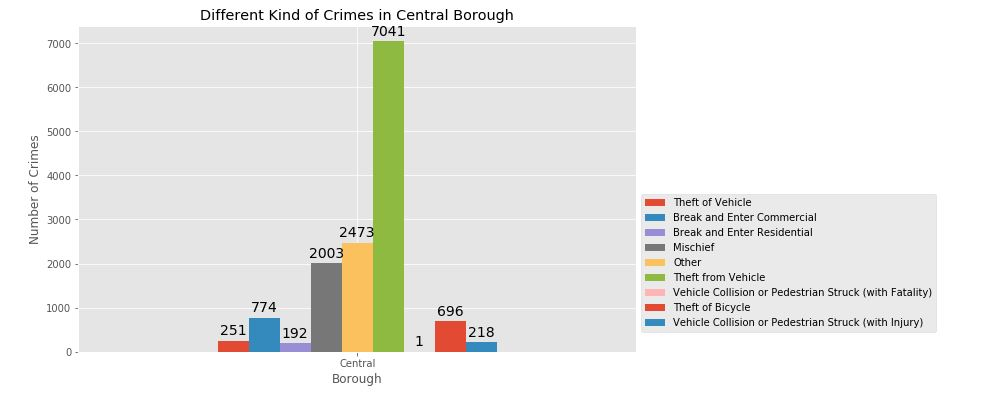 Different Kind of Crimes in Central Borough
7041
7000
6000
5000
4000
3000
2000
1000
0
Number of Crimes
251
774
192
2003
2473
1
696
218
Central
Borough
Theft of Vehicle
Break and Enter Commercial
Break and Enter Residential
Mischief
Other
Theft from Vehicle
Vehicle Collision or Pedestrian Struck (with Fatality)
Theft of Bicycle
Vehicle Collision or Pedestrian Struck (with Injury)